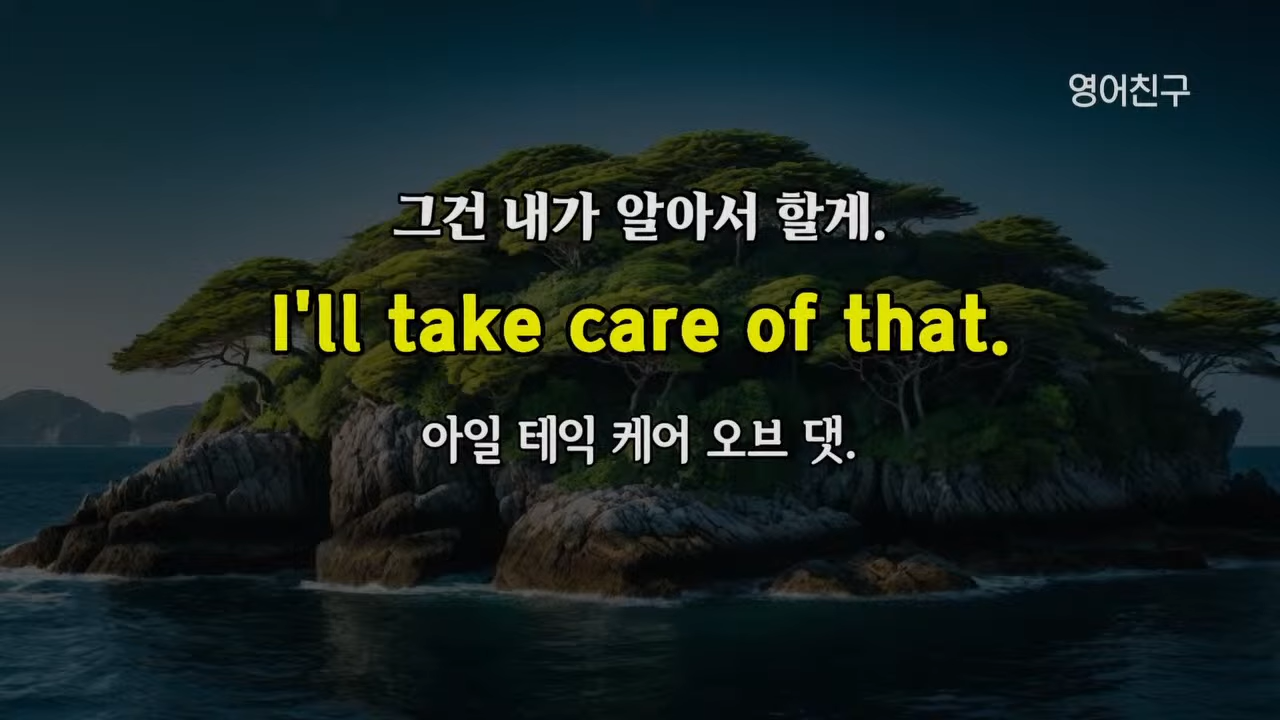 영어친구
그건 내가 알아서 할게.
I'll take care of that.
아일 테익 케어 오브 댓.